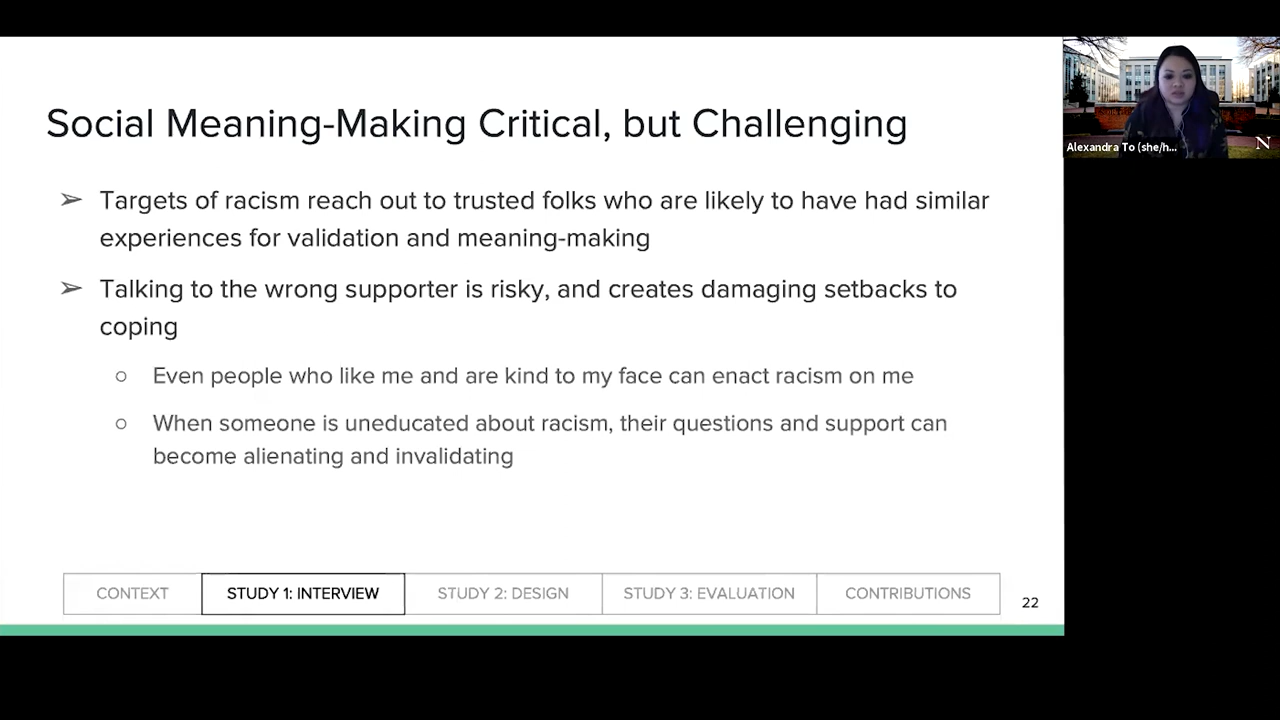 Social Meaning-Making Critical, but Challenging
➢ Targets of racism reach out to trusted folks who are likely to have had similar
experiences for validation and meaning-making
➢ Talking to the wrong supporter is risky, and creates damaging setbacks to
coping
○ Even people who like me and are kind to my face can enact racism on me
○ When someone is uneducated about racism, their questions and support can
become alienating and invalidating
CONTEXT
STUDY 1: INTERVIEW
STUDY 2: DESIGN
STUDY 3: EVALUATION
CONTRIBUTIONS
22
Alexandra To (she/h...
N